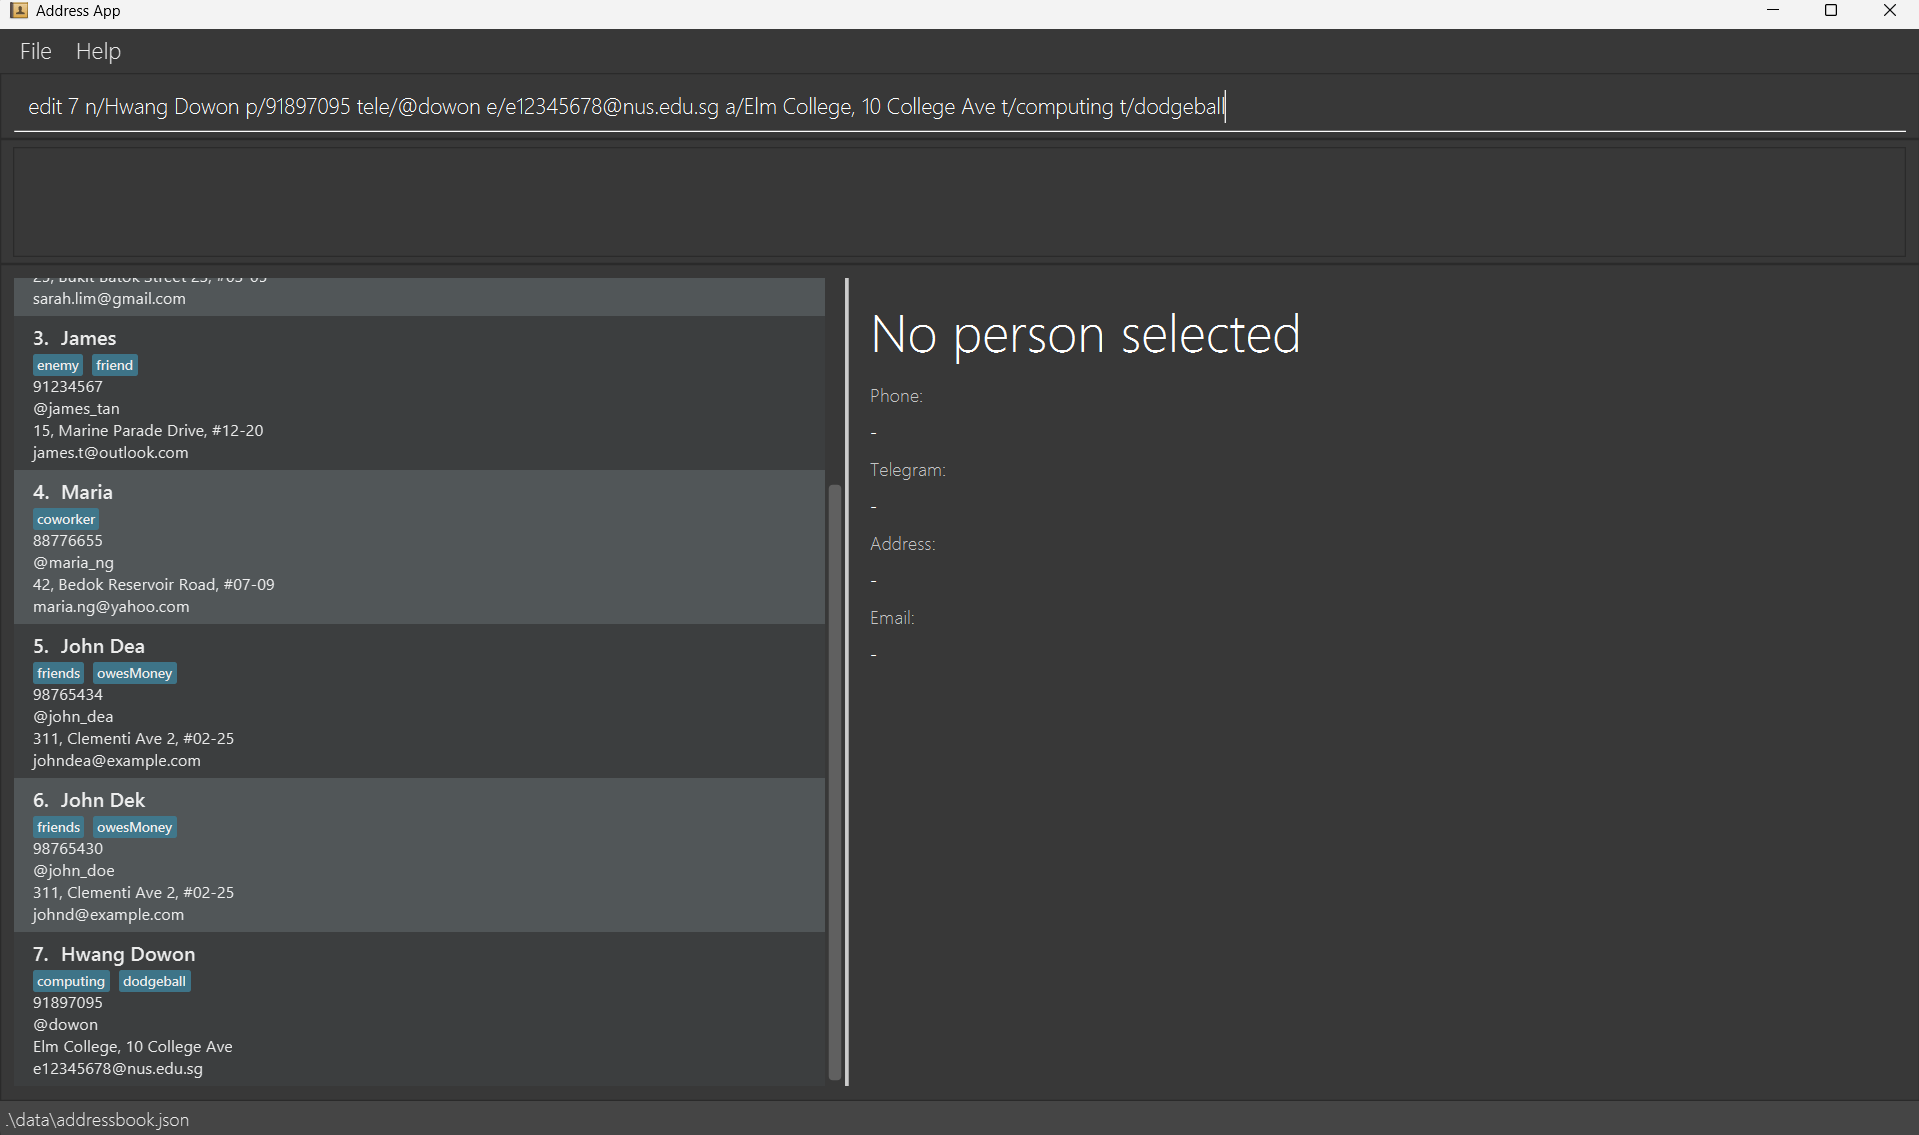 Address App
File Help
edit 7 n/Hwang Dowon p/91897095 tele/@dowon e/e12345678@nus.edu.sg a/Elm College, 10 College Ave t/computing t/dodgeball
sarah.lim@gmail.com
3. James
enemy friend
91234567
@james_tan
15, Marine Parade Drive, #12-20
james.t@outlook.com
4. Maria
coworker
88776655
@maria_ng
42, Bedok Reservoir Road, #07-09
maria.ng@yahoo.com
5. John Dea
friends owesMoney
98765434
@john_dea
311, Clementi Ave 2, #02-25
johndea@example.com
6. John Dek
friends owesMoney
98765430
@john_doe
311, Clementi Ave 2, #02-25
johnd@example.com
7. Hwang Dowon
computing dodgeball
91897095
@dowon
Elm College, 10 College Ave
e12345678@nus.edu.sg
No person selected
Phone:
-
Telegram:
-
Address:
-
Email:
-
.\data\addressbook.json